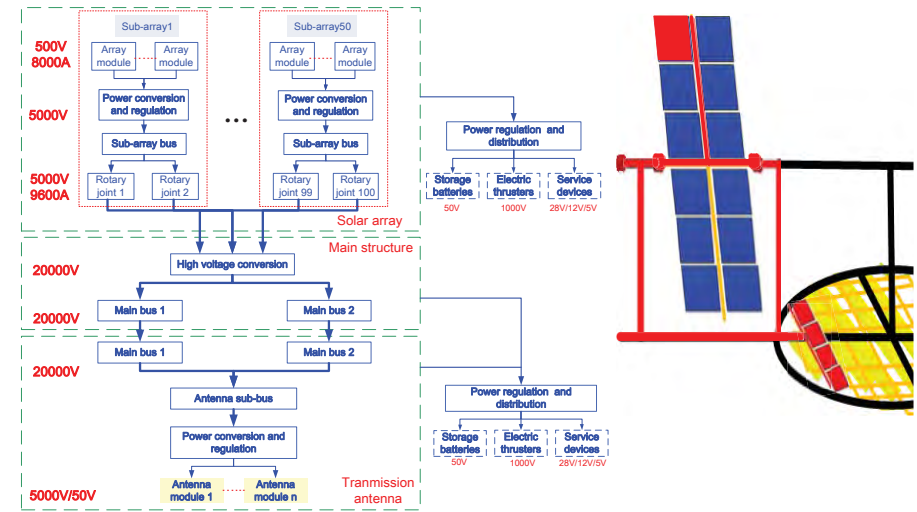 Sub-array1
Sub-array50
500V
8000A
Array
module
Array
module
Array
module
Array
module
5000V
Power conversion
and regulation
Power conversion
and regulation
...
Sub-array bus
Sub-array bus
5000V
9600A
Rotary
joint 1
Rotary
joint 2
Rotary
joint 99
Rotary
joint 100
Solar array
Power regulation and
distribution
Storage
batteries
Electric
thrusters
Service
devices
50V
1000V
28V/12V/5V
Main structure
20000V
High voltage conversion
20000V
Main bus 1
Main bus 2
20000V
Main bus 1
Main bus 2
Antenna sub-bus
Power conversion and
regulation
5000V/50V
Antenna
module 1
Antenna
module n
Tranmission
antenna
Power regulation and
distribution
Storage
batteries
Electric
thrusters
Service
devices
50V
1000V
28V/12V/5V